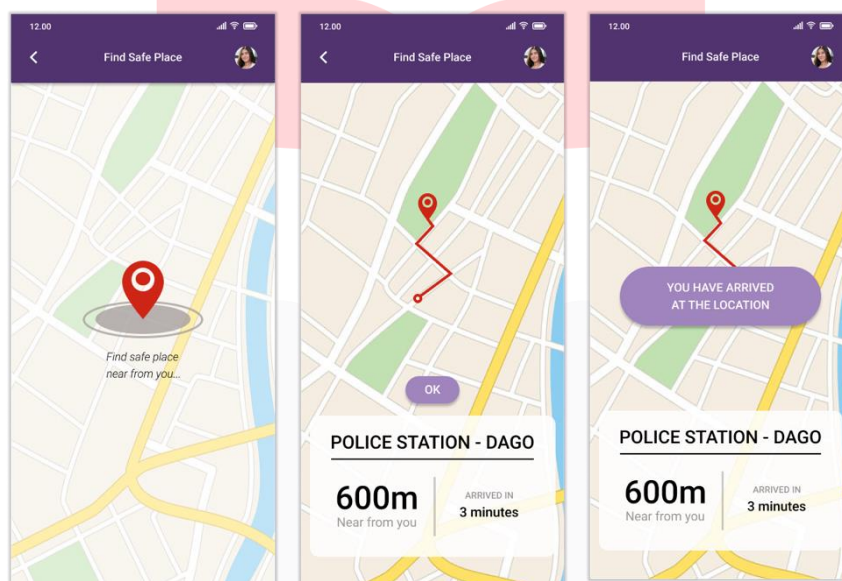 12.00
Find Safe Place
Find safe place
near from you...
12.00
Find Safe Place
OK
POLICE STATION - DAGO
600m
Near from you
ARRIVED IN
3 minutes
12.00
Find Safe Place
YOU HAVE ARRIVED
AT THE LOCATION
POLICE STATION - DAGO
600m
Near from you
ARRIVED IN
3 minutes